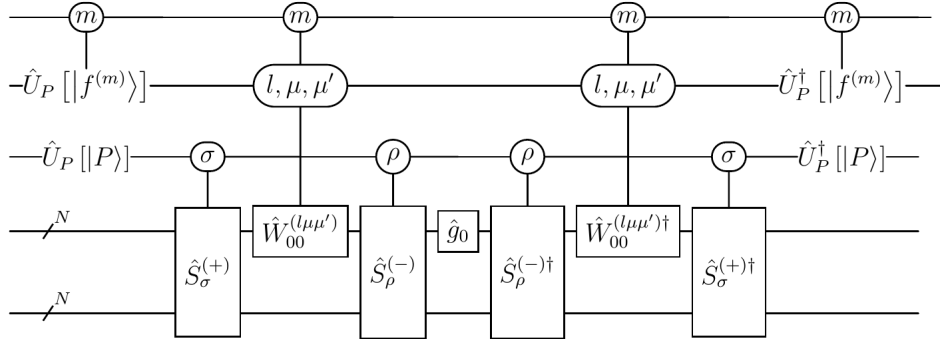 m m m m
Û_P [|f^(m)⟩] l, μ, μ′ l, μ, μ′ Û_P^† [|f^(m)⟩]
Û_P [|P⟩] σ ρ ρ σ Û_P^† [|P⟩]
N Ŵ_00^(lμμ′) ĝ_0 Ŵ_00^(lμμ′)†
Ŝ_σ^(+) Ŝ_ρ^(−) Ŝ_ρ^(−)† Ŝ_σ^(+)†
N